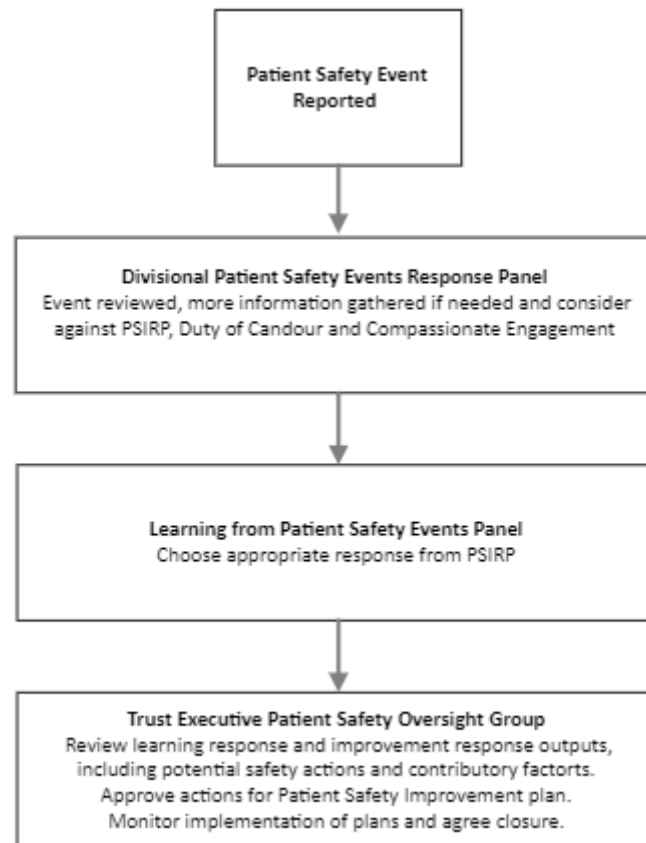 Patient Safety Event
Reported
Divisional Patient Safety Events Response Panel
Event reviewed, more information gathered if needed and consider
against PSIRP, Duty of Candour and Compassionate Engagement
Learning from Patient Safety Events Panel
Choose appropriate response from PSIRP
Trust Executive Patient Safety Oversight Group
Review learning response and improvement response outputs,
including potential safety actions and contributory factorts.
Approve actions for Patient Safety Improvement plan.
Monitor implementation of plans and agree closure.